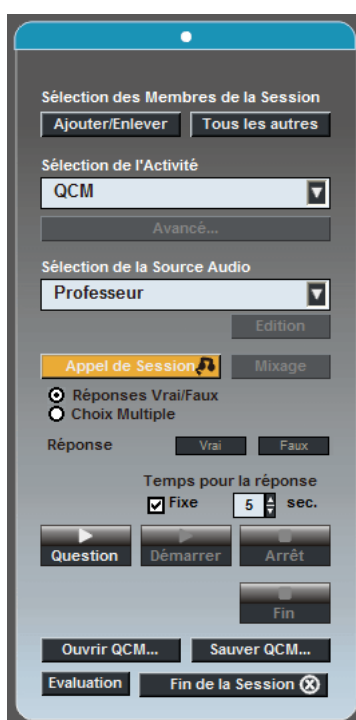 Sélection des Membres de la Session
Ajouter/Enlever Tous les autres
Sélection de l'Activité
QCM
Avancé...
Sélection de la Source Audio
Professeur
Edition
Appel de Session Mixage
Réponses Vrai/Faux
Choix Multiple
Réponse Vrai Faux
Temps pour la réponse
Fixe 5 sec.
Question Démarrer Arrêt
Fin
Ouvrir QCM... Sauver QCM...
Evaluation Fin de la Session